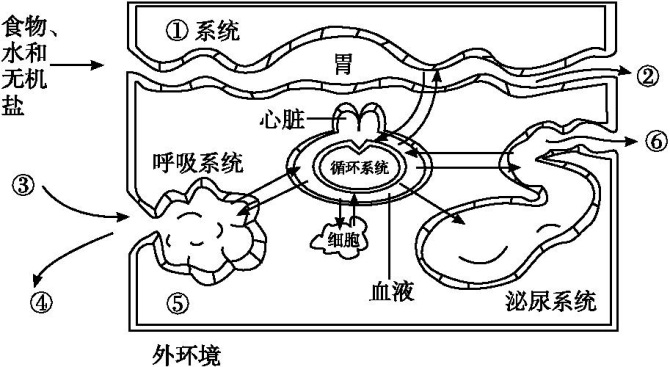 食物、
水和
无机
盐
①系统
胃
②
心脏
⑥
呼吸系统
循环系统
③
细胞
④
⑤
血液
泌尿系统
外环境